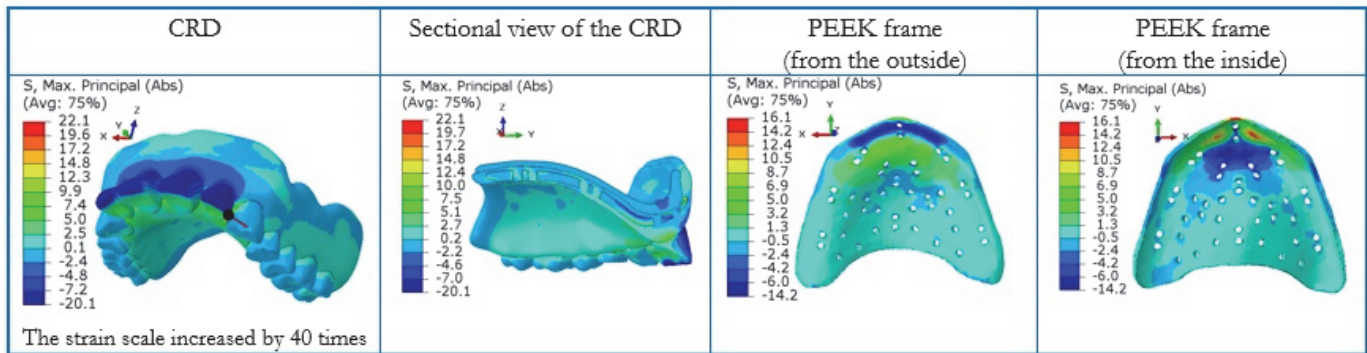 CRD
Sectional view of the CRD
PEEK frame
(from the outside)
PEEK frame
(from the inside)
S, Max. Principal (Abs)
(Avg: 75%)
22.1
19.6
17.2
14.8
12.3
9.9
7.4
5.0
2.5
0.1
-2.4
-4.8
-7.2
-20.1
X
Y
Z
The strain scale increased by 40 times
S, Max. Principal (Abs)
(Avg: 75%)
22.1
19.7
17.2
14.8
12.4
10.0
7.5
5.1
2.7
0.2
-2.2
-4.6
-7.0
-20.1
Z
Y
S, Max. Principal (Abs)
(Avg: 75%)
16.1
14.2
12.4
10.5
8.7
6.9
5.0
3.2
1.3
-0.5
-2.4
-4.2
-6.0
-14.2
Y
X
Z
S, Max. Principal (Abs)
(Avg: 75%)
16.1
14.2
12.4
10.5
8.7
6.9
5.0
3.2
1.3
-0.5
-2.4
-4.2
-6.0
-14.2
Y
X